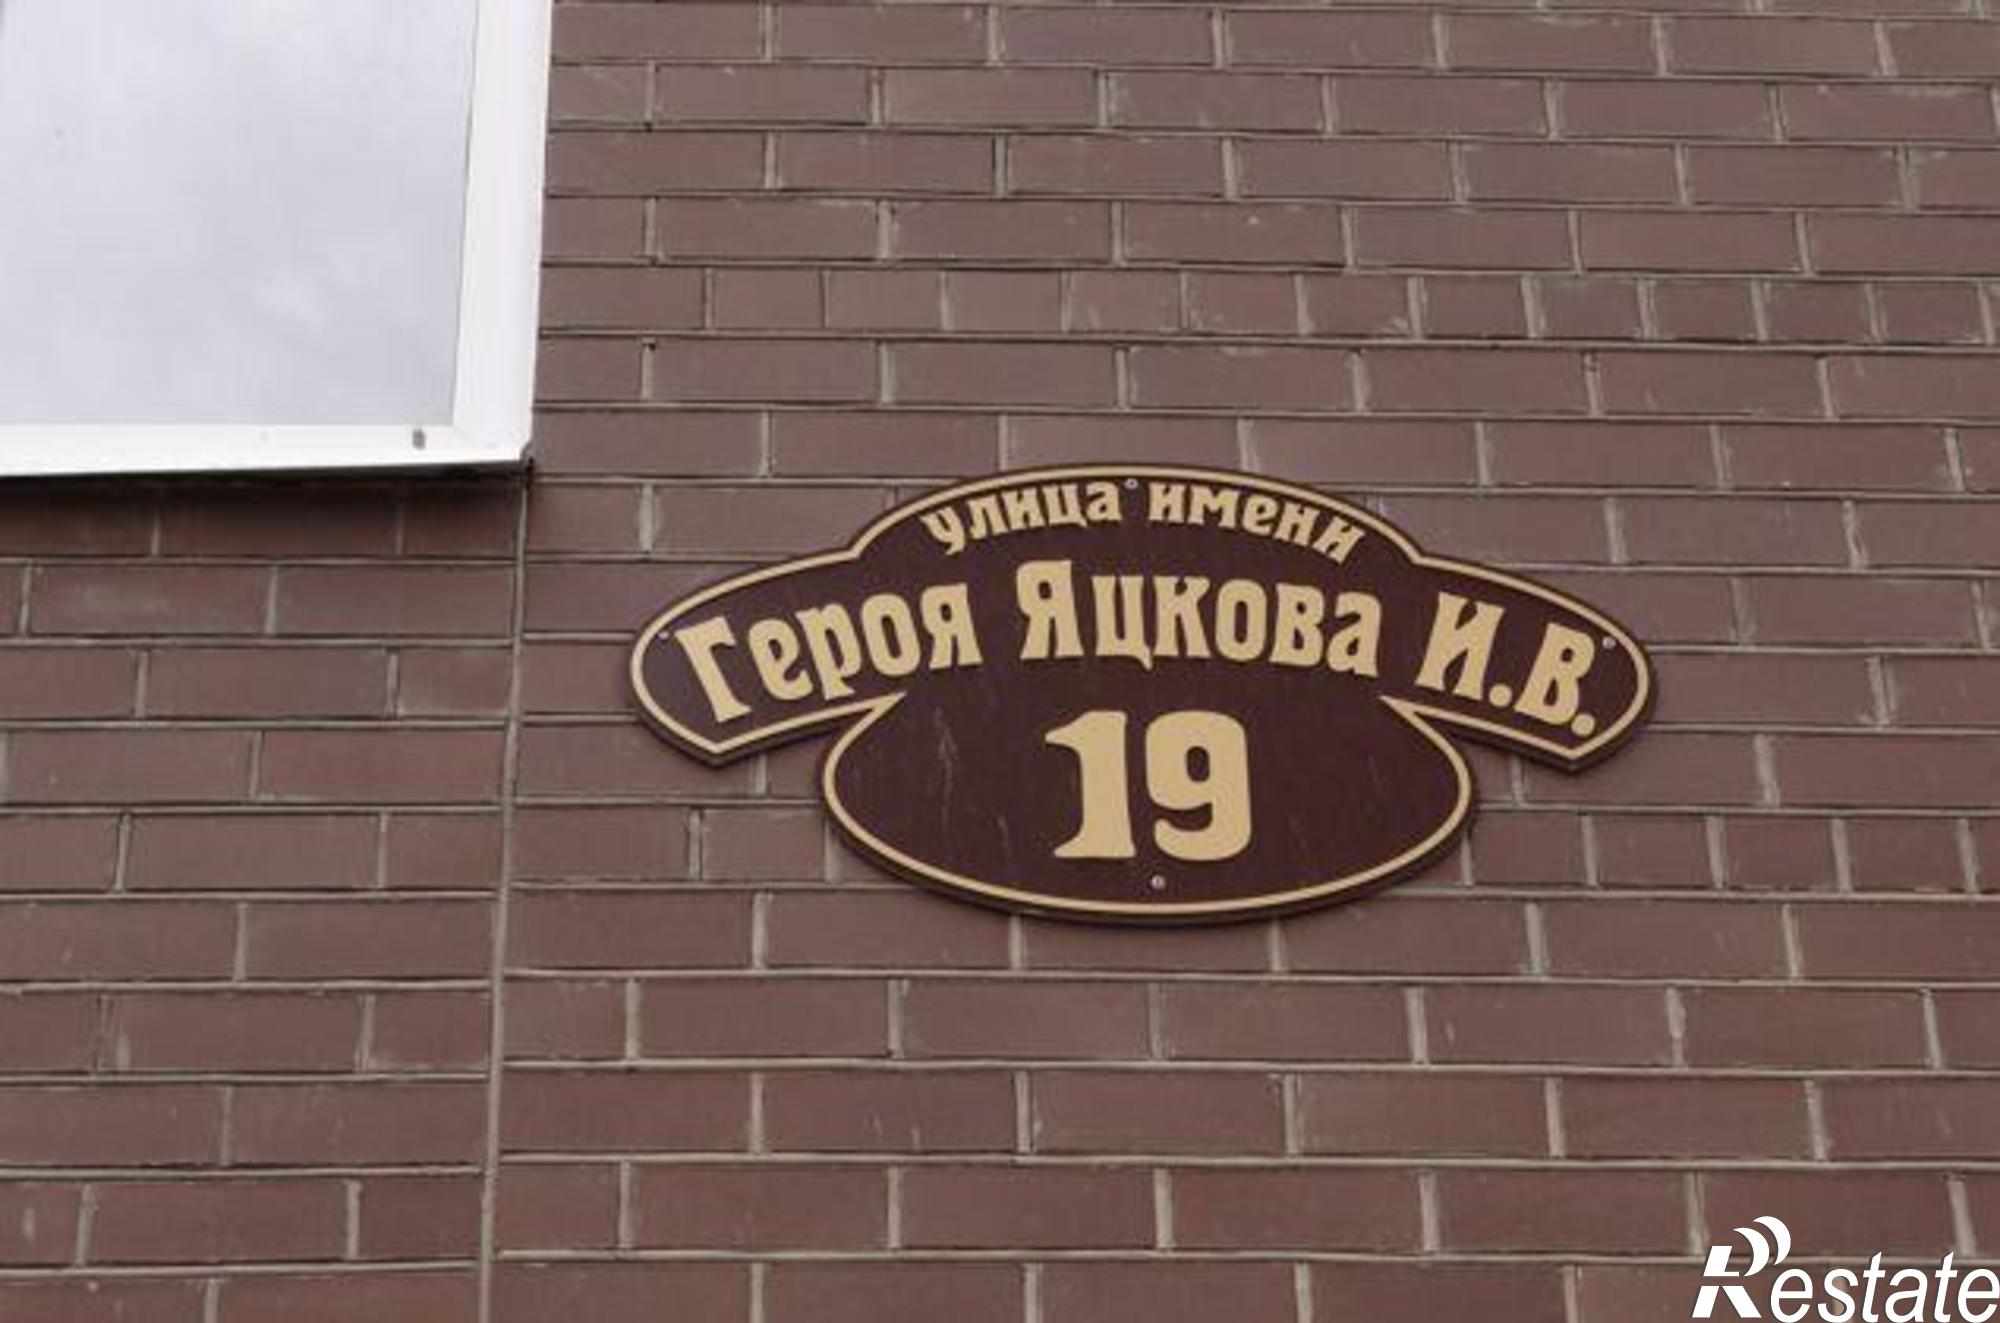 улица имени
Героя Яцкова И.В.
19
Restate